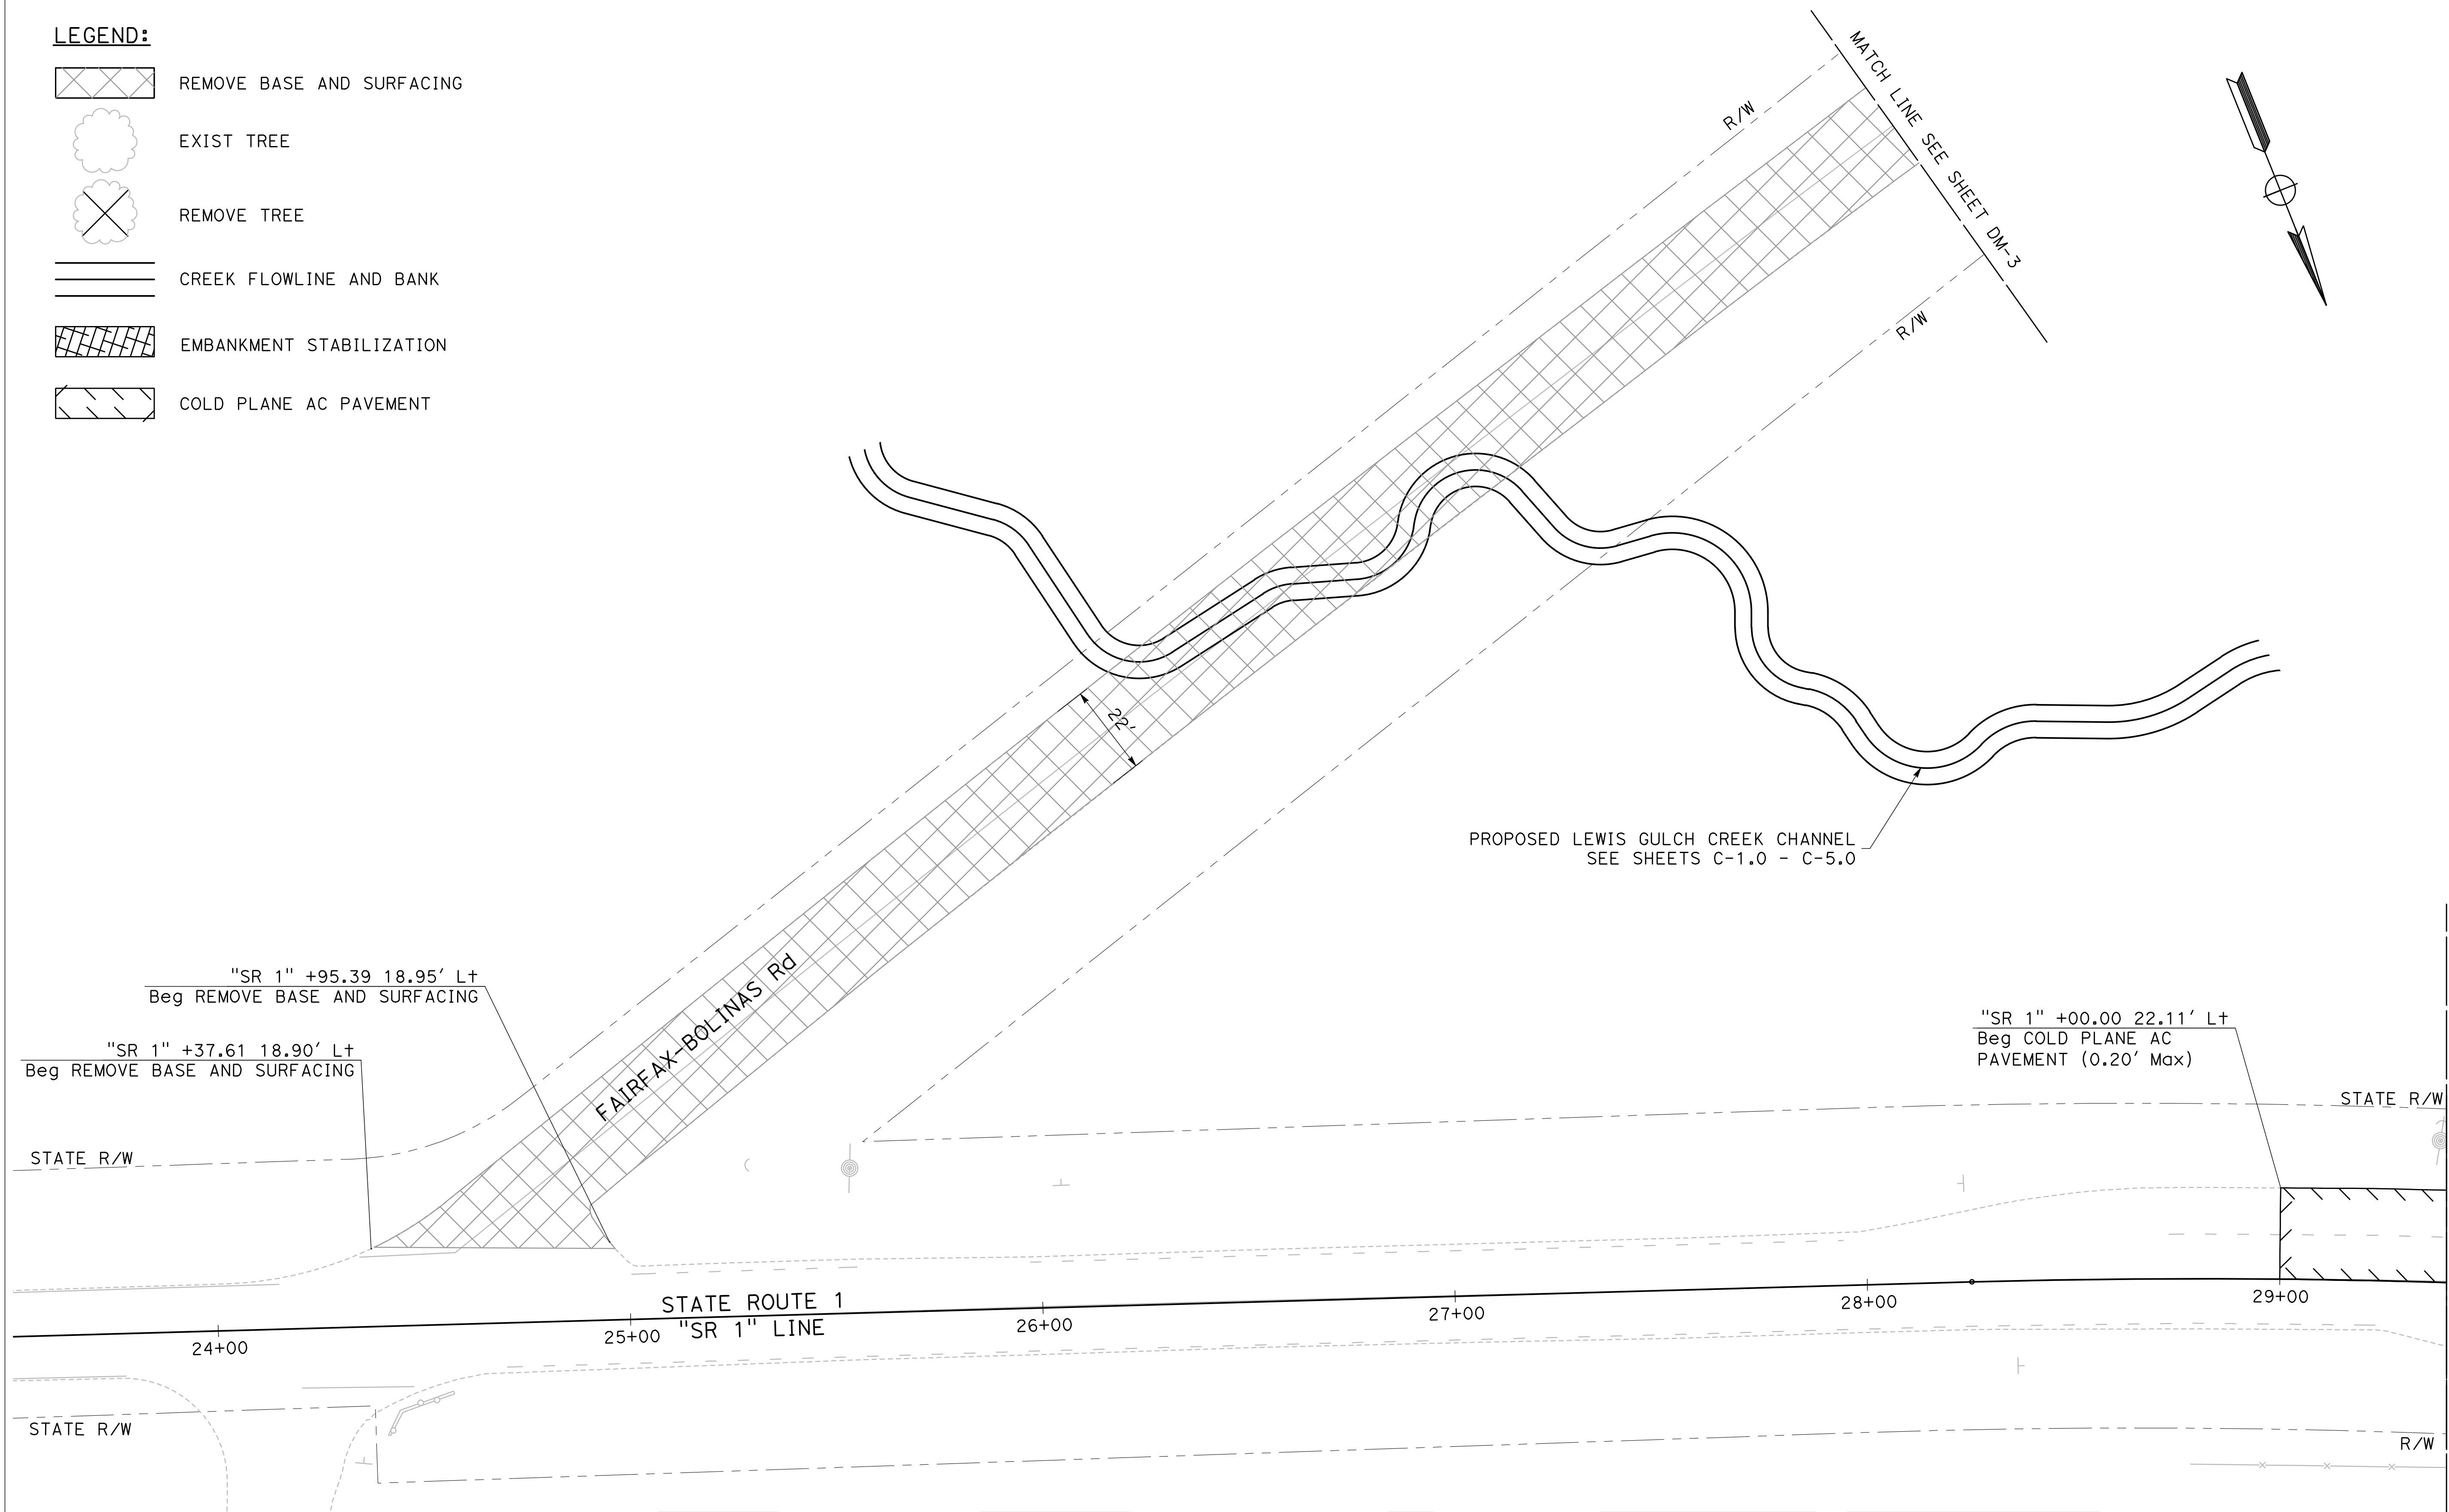 LEGEND:
REMOVE BASE AND SURFACING
EXIST TREE
REMOVE TREE
CREEK FLOWLINE AND BANK
EMBANKMENT STABILIZATION
COLD PLANE AC PAVEMENT
MATCH LINE SEE SHEET DM-3
R/W
R/W
22'
PROPOSED LEWIS GULCH CREEK CHANNEL
SEE SHEETS C-1.0 - C-5.0
FAIRFAX-BOLINAS Rd
"SR 1" +95.39 18.95' Lt
Beg REMOVE BASE AND SURFACING
"SR 1" +37.61 18.90' Lt
Beg REMOVE BASE AND SURFACING
"SR 1" +00.00 22.11' Lt
Beg COLD PLANE AC
PAVEMENT (0.20' Max)
STATE R/W
STATE R/W
STATE ROUTE 1
"SR 1" LINE
24+00
25+00
26+00
27+00
28+00
29+00
STATE R/W
R/W